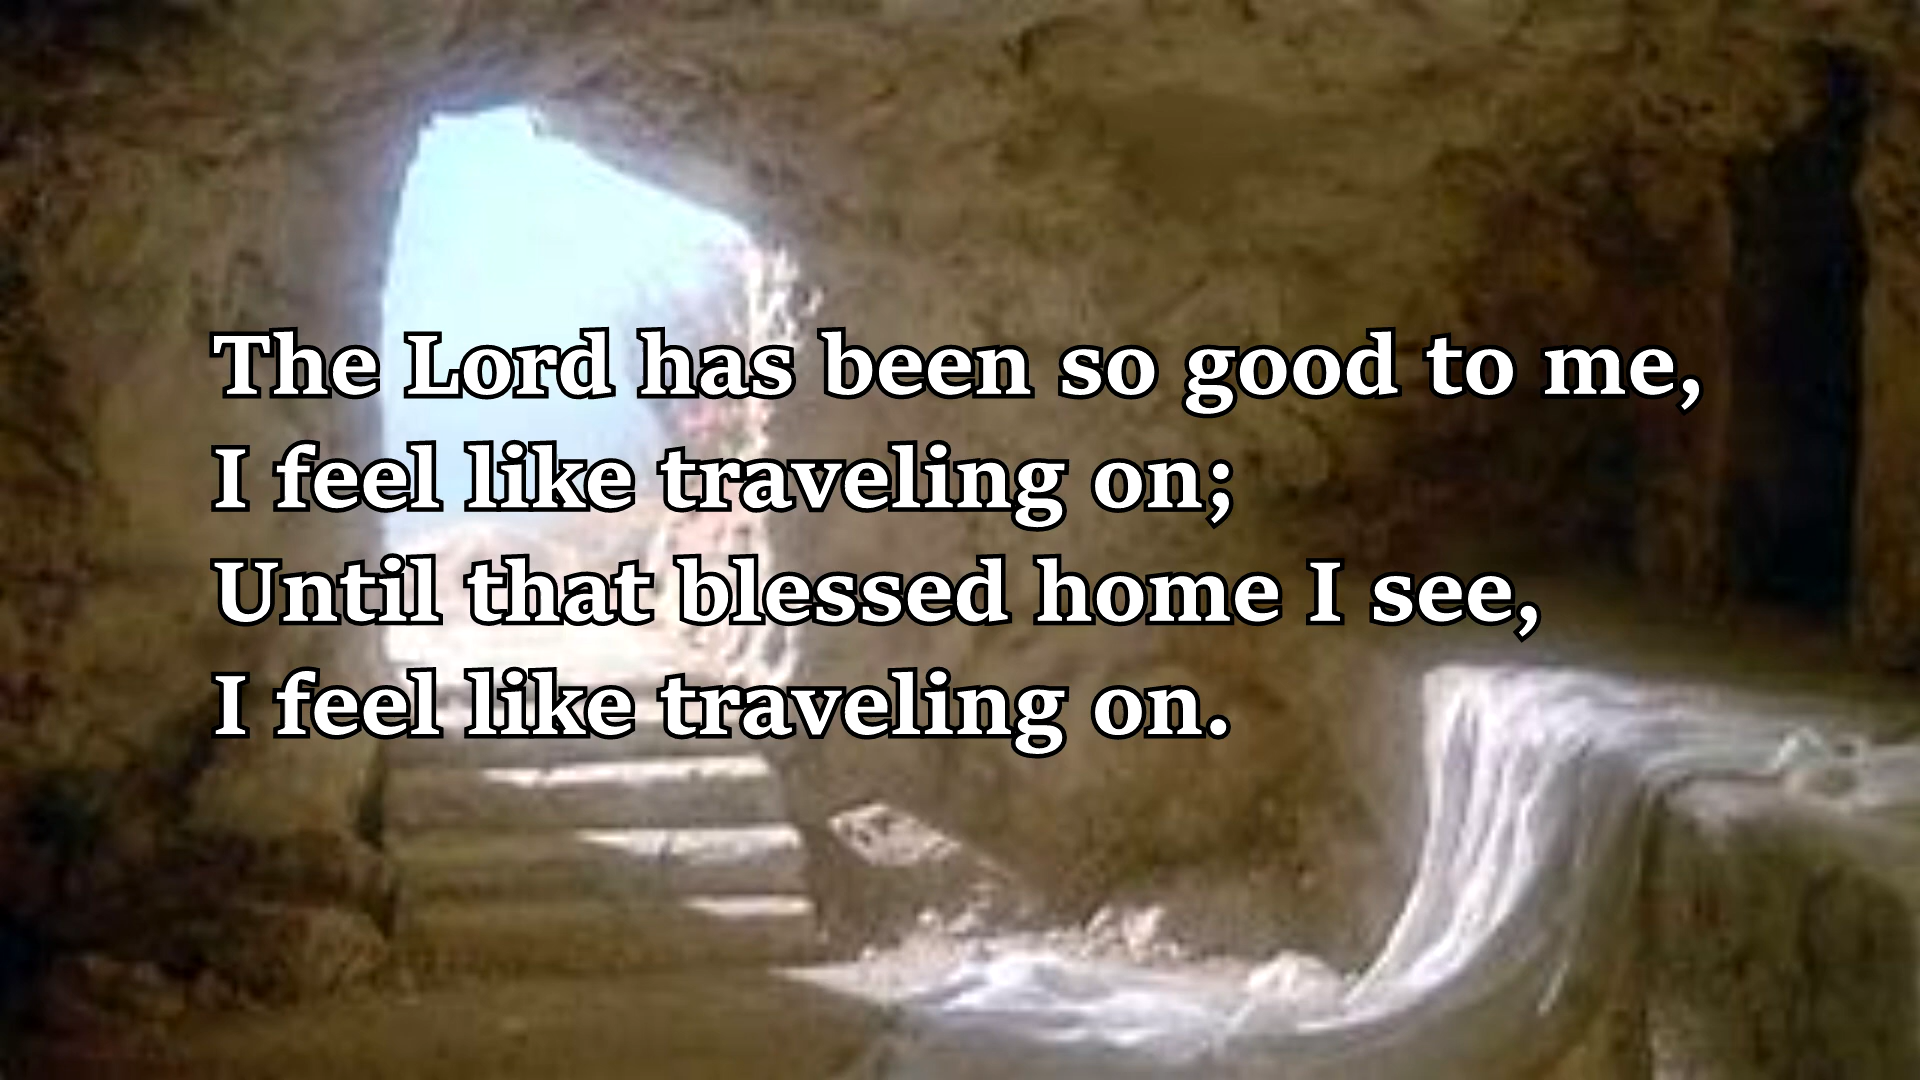 The Lord has been so good to me,
I feel like traveling on;
Until that blessed home I see,
I feel like traveling on.